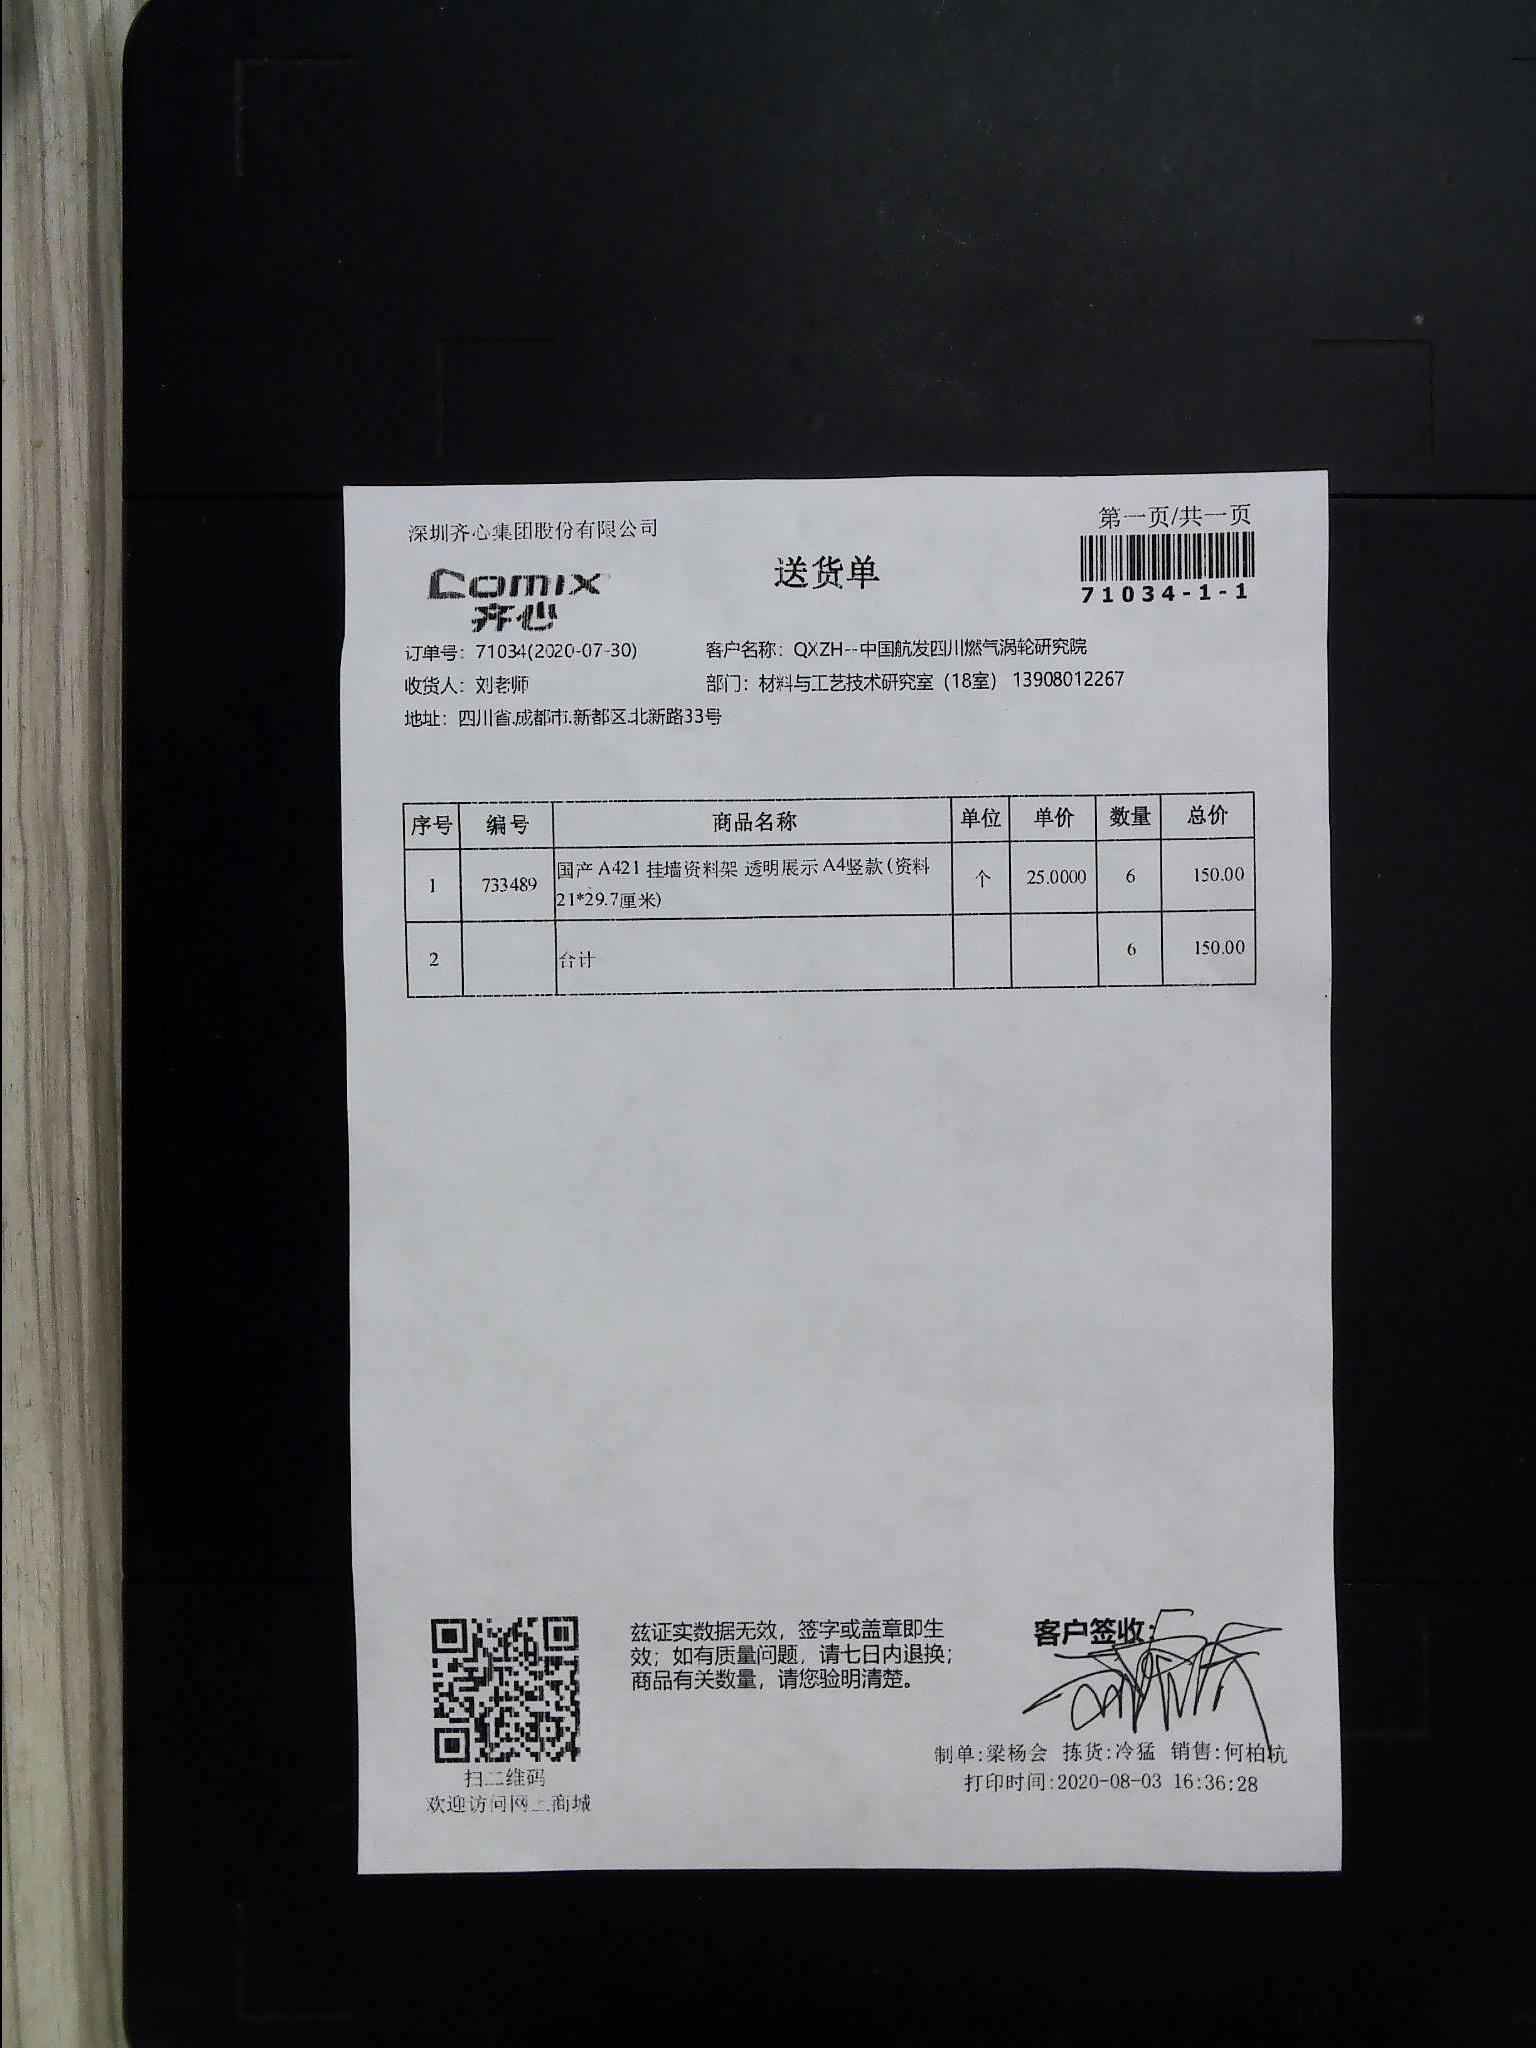 深圳齐心集团股份有限公司
第一页/共一页
comix
齐心
送货单
71034-1-1
订单号：71034(2020-07-30) 客户名称：QXZH--中国航发四川燃气涡轮研究院
收货人：刘老师 部门：材料与工艺技术研究室（18室） 13908012267
地址：四川省.成都市.新都区.北新路33号
序号 编号 商品名称 单位 单价 数量 总价
1 733489 国产 A421 挂墙资料架 透明展示 A4竖款(资料 个 25.0000 6 150.00
21*29.7厘米)
2 合计 6 150.00
兹证实数据无效，签字或盖章即生
效；如有质量问题，请七日内退换；
商品有关数量，请您验明清楚。
客户签收:
制单:梁杨会 拣货:冷猛 销售:何柏杭
打印时间:2020-08-03 16:36:28
扫二维码
欢迎访问网上商城